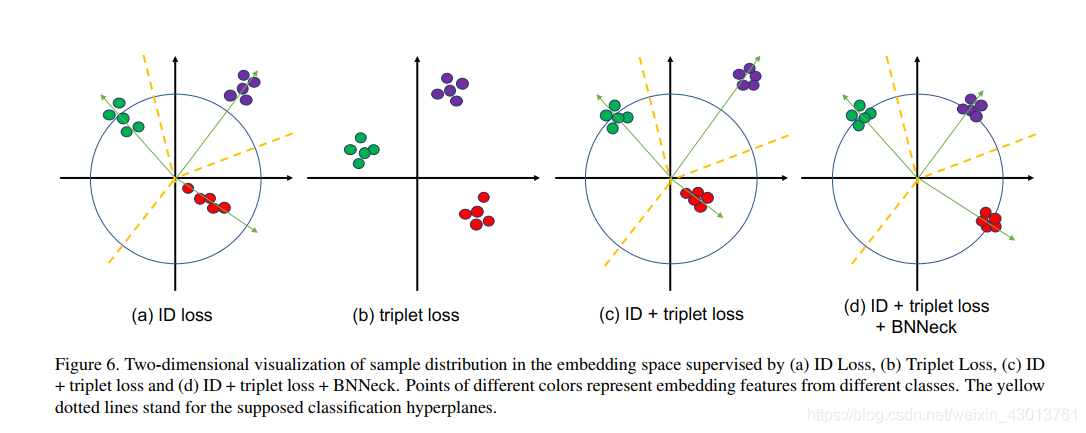 (a) ID loss
(b) triplet loss
(c) ID + triplet loss
(d) ID + triplet loss
+ BNNeck
Figure 6. Two-dimensional visualization of sample distribution in the embedding space supervised by (a) ID Loss, (b) Triplet Loss, (c) ID
+ triplet loss and (d) ID + triplet loss + BNNeck. Points of different colors represent embedding features from different classes. The yellow
dotted lines stand for the supposed classification hyperplanes.
https://blog.csdn.net/weixin_43013761